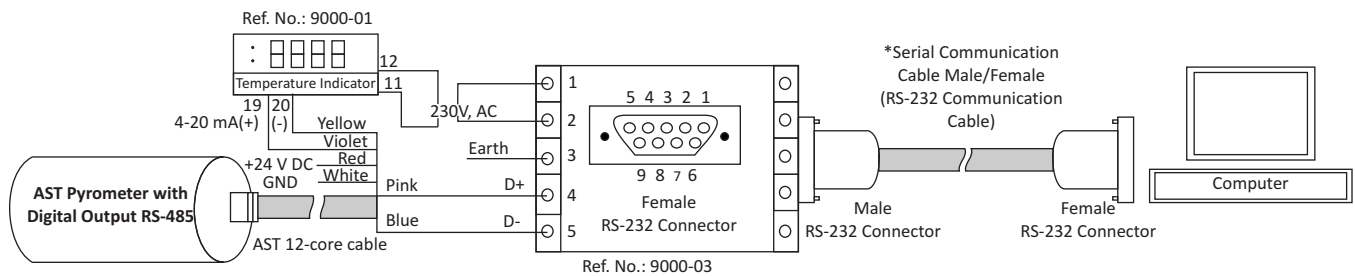 Ref. No.: 9000-01
Temperature Indicator
12
11
19 20
4-20 mA(+) (-)
230V, AC
Yellow
Violet
Red
White
+24 V DC
GND
Pink
Blue
AST Pyrometer with
Digital Output RS-485
AST 12-core cable
Earth
D+
D-
1
2
3
4
5
5 4 3 2 1
9 8 7 6
Female
RS-232 Connector
Ref. No.: 9000-03
*Serial Communication
Cable Male/Female
(RS-232 Communication
Cable)
Male
RS-232 Connector
Female
RS-232 Connector
Computer